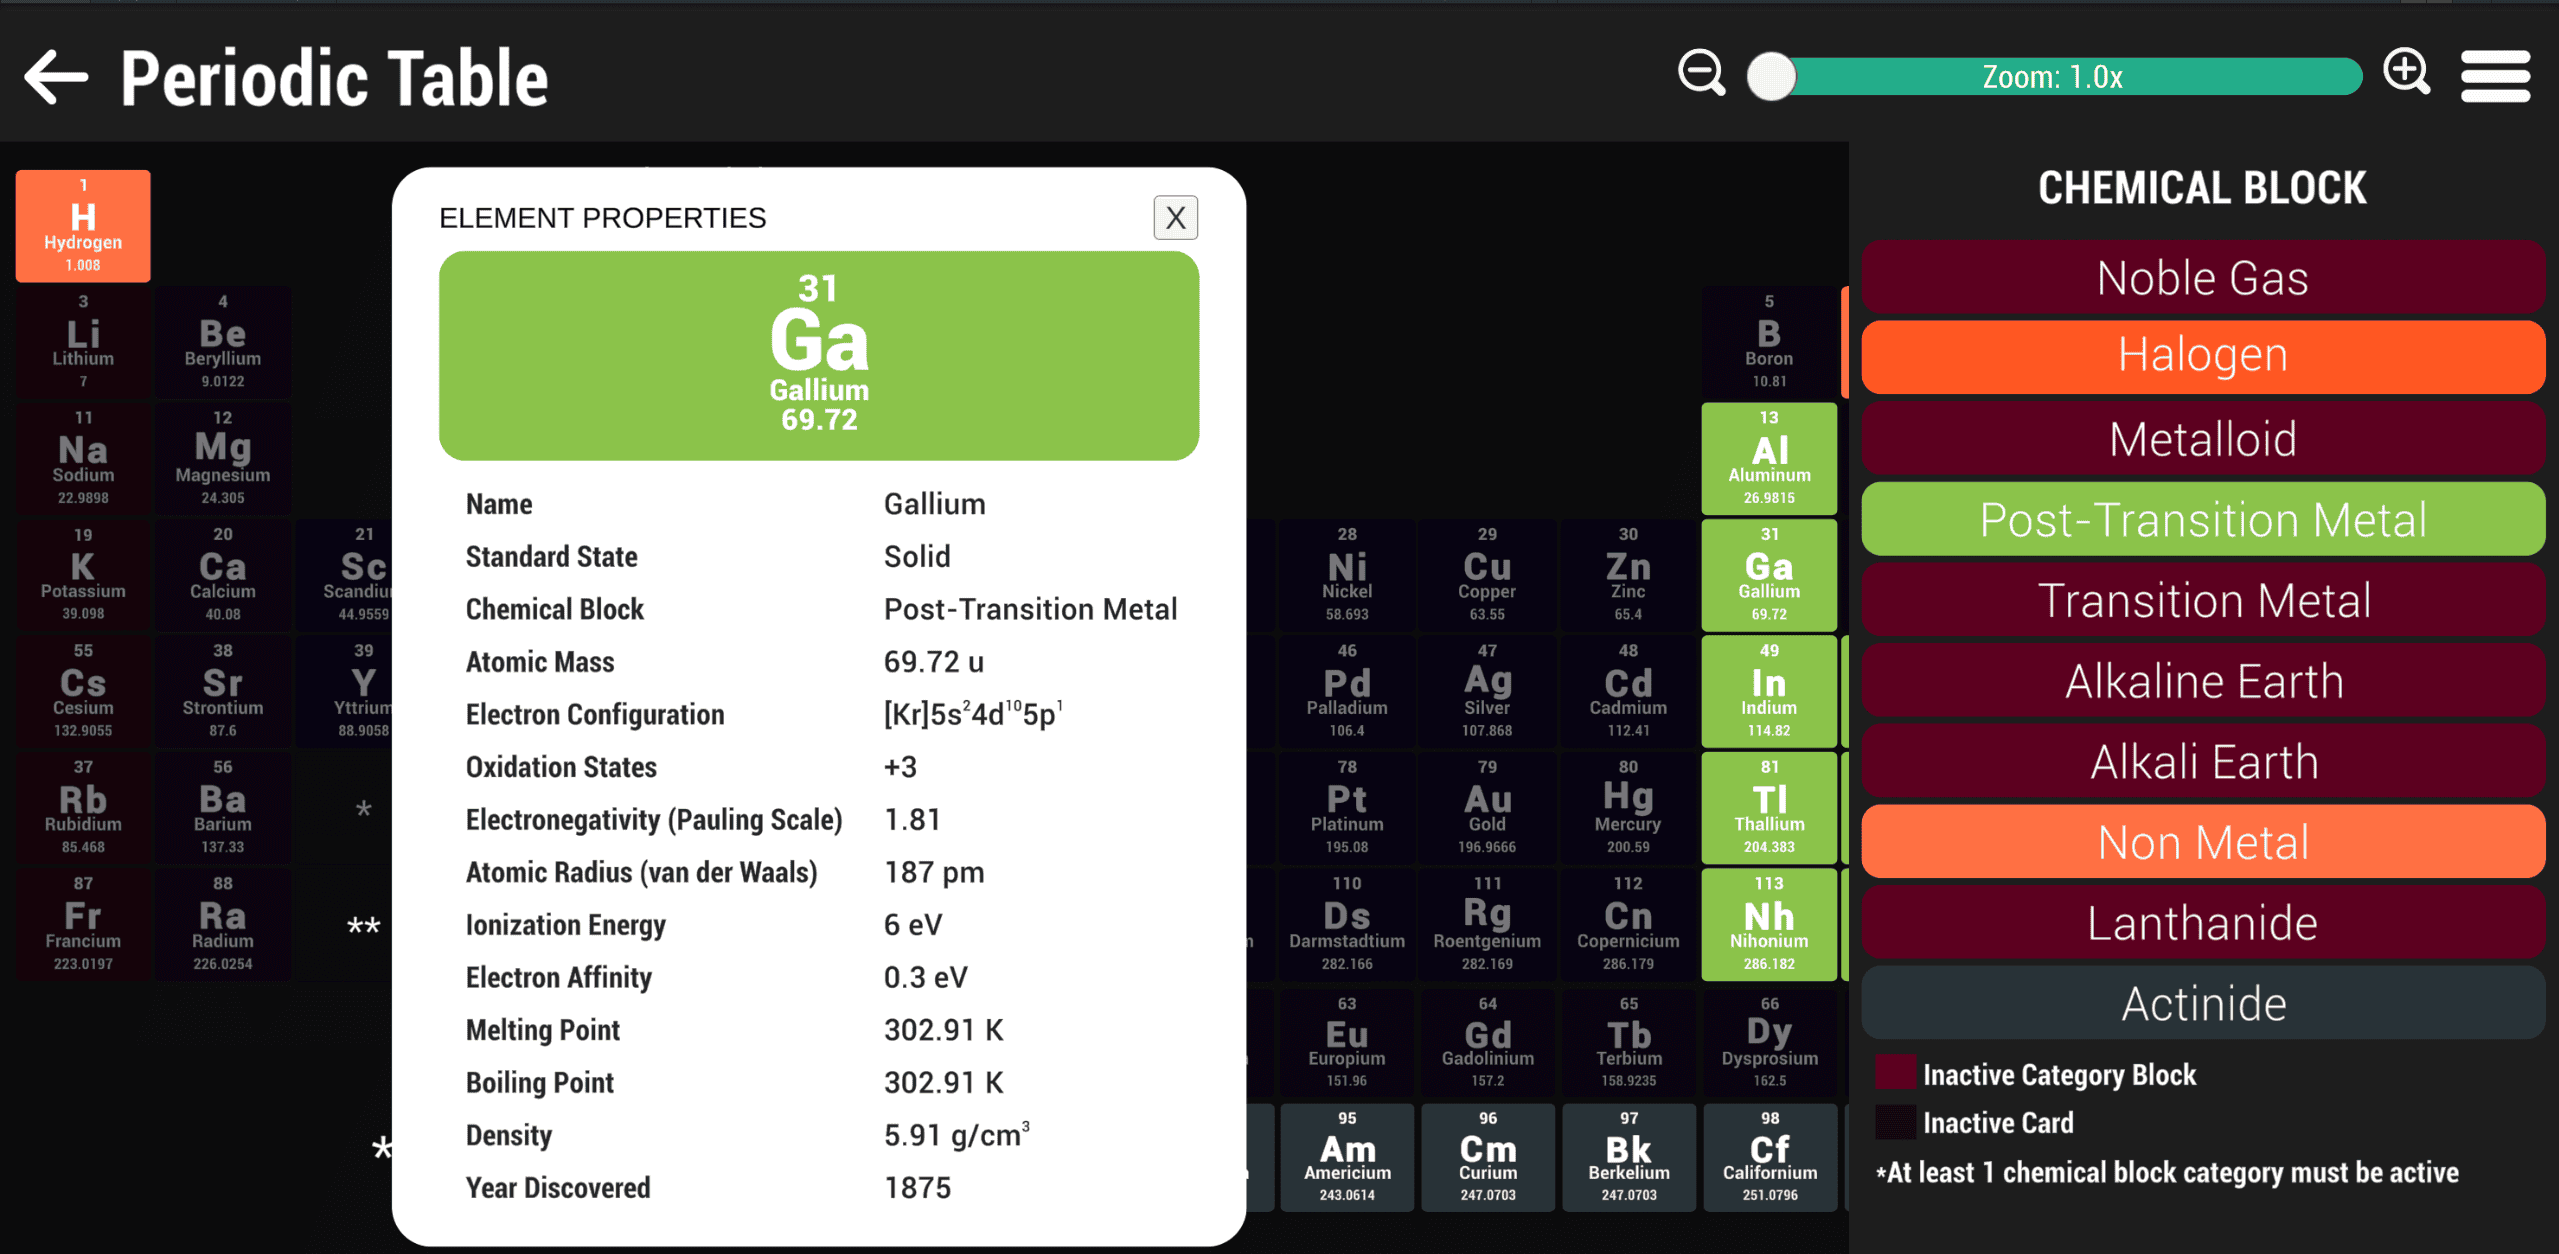 Periodic Table
Zoom: 1.0x
1
H
Hydrogen
1.008
3
Li
Lithium
7
4
Be
Beryllium
9.0122
11
Na
Sodium
22.9898
12
Mg
Magnesium
24.305
19
K
Potassium
39.098
20
Ca
Calcium
40.08
21
Sc
Scandiu
44.9559
55
Cs
Cesium
132.9055
38
Sr
Strontium
87.6
39
Y
Yttrium
88.9058
37
Rb
Rubidium
85.468
56
Ba
Barium
137.33
*
87
Fr
Francium
223.0197
88
Ra
Radium
226.0254
**
*
ELEMENT PROPERTIES
X
31
Ga
Gallium
69.72
Name Gallium
Standard State Solid
Chemical Block Post-Transition Metal
Atomic Mass 69.72 u
Electron Configuration [Kr]5s²4d¹⁰5p¹
Oxidation States +3
Electronegativity (Pauling Scale) 1.81
Atomic Radius (van der Waals) 187 pm
Ionization Energy 6 eV
Electron Affinity 0.3 eV
Melting Point 302.91 K
Boiling Point 302.91 K
Density 5.91 g/cm³
Year Discovered 1875
5
B
Boron
10.81
13
Al
Aluminum
26.9815
28
Ni
Nickel
58.693
29
Cu
Copper
63.55
30
Zn
Zinc
65.4
31
Ga
Gallium
69.72
46
Pd
Palladium
106.4
47
Ag
Silver
107.868
48
Cd
Cadmium
112.41
49
In
Indium
114.82
78
Pt
Platinum
195.08
79
Au
Gold
196.9666
80
Hg
Mercury
200.59
81
Tl
Thallium
204.383
110
Ds
Darmstadtium
282.166
111
Rg
Roentgenium
282.169
112
Cn
Copernicium
286.179
113
Nh
Nihonium
286.182
63
Eu
Europium
151.96
64
Gd
Gadolinium
157.2
65
Tb
Terbium
158.9235
66
Dy
Dysprosium
162.5
95
Am
Americium
243.0614
96
Cm
Curium
247.0703
97
Bk
Berkelium
247.0703
98
Cf
Californium
251.0796
CHEMICAL BLOCK
Noble Gas
Halogen
Metalloid
Post-Transition Metal
Transition Metal
Alkaline Earth
Alkali Earth
Non Metal
Lanthanide
Actinide
Inactive Category Block
Inactive Card
*At least 1 chemical block category must be active